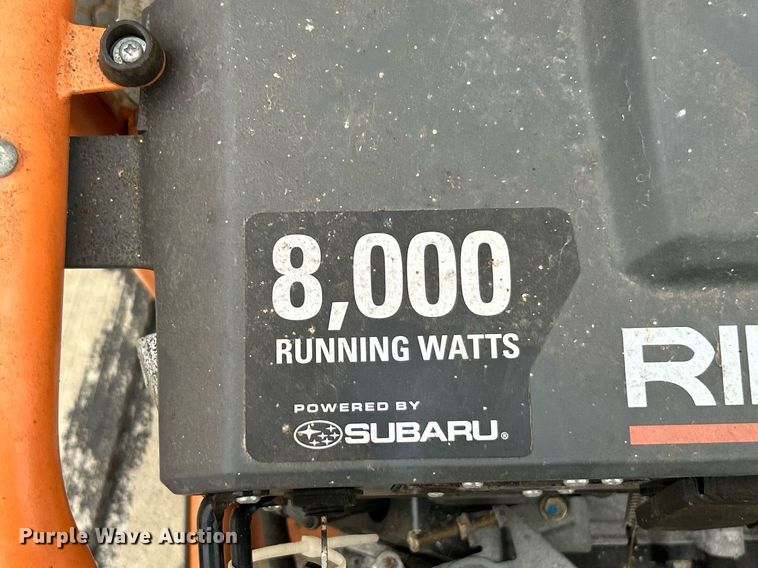 8,000
RUNNING WATTS
POWERED BY
SUBARU®
Purple Wave Auction